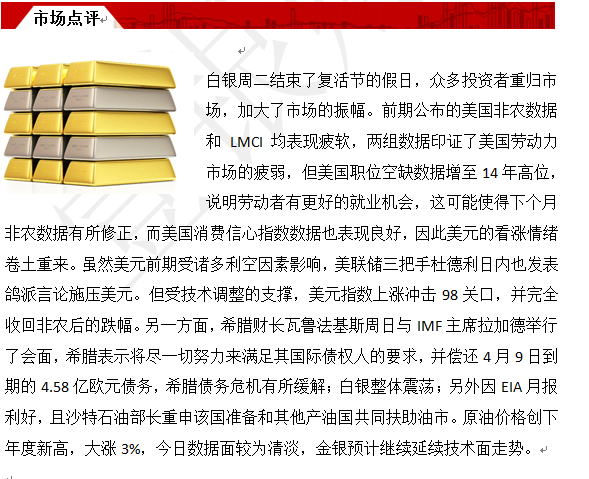 市场点评
白银周二结束了复活节的假日，众多投资者重归市
场，加大了市场的振幅。前期公布的美国非农数据
和 LMCI 均表现疲软，两组数据印证了美国劳动力
市场的疲弱，但美国职位空缺数据增至 14 年高位，
说明劳动者有更好的就业机会，这可能使得下个月
非农数据有所修正，而美国消费信心指数数据也表现良好，因此美元的看涨情绪
卷土重来。虽然美元前期受诸多利空因素影响，美联储三把手杜德利日内也发表
鸽派言论施压美元。但受技术调整的支撑，美元指数上涨冲击 98 关口，并完全
收回非农后的跌幅。另一方面，希腊财长瓦鲁法基斯周日与 IMF 主席拉加德举行
了会面，希腊表示将尽一切努力来满足其国际债权人的要求，并偿还 4 月 9 日到
期的 4.58 亿欧元债务，希腊债务危机有所缓解；白银整体震荡；另外因 EIA 月报
利好，且沙特石油部长重申该国准备和其他产油国共同扶助油市。原油价格创下
年度新高，大涨 3%，今日数据面较为清淡，金银预计继续延续技术面走势。